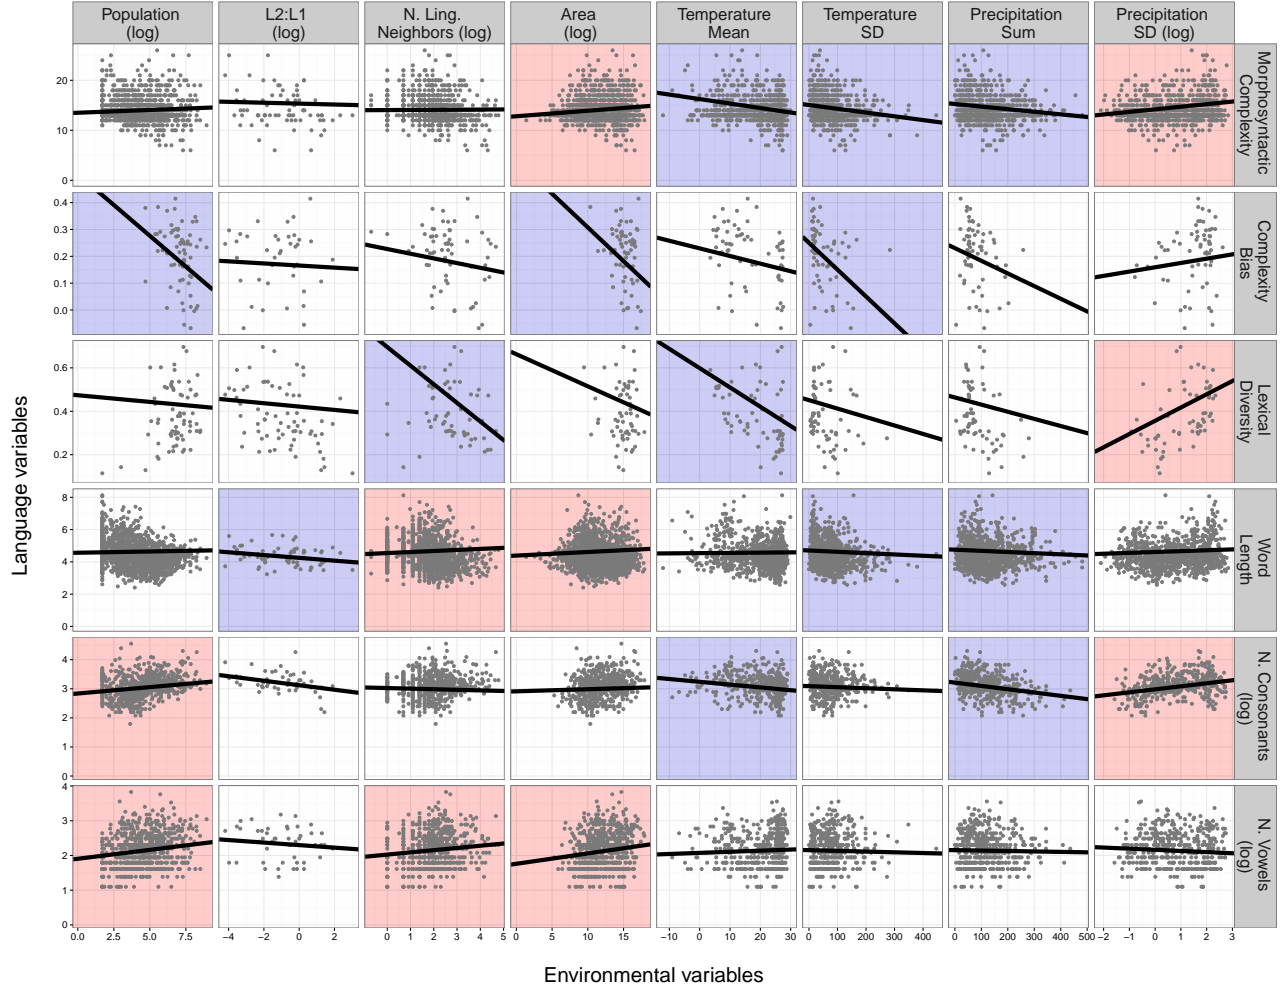 Population (log)
L2:L1 (log)
N. Ling. Neighbors (log)
Area (log)
Temperature Mean
Temperature SD
Precipitation Sum
Precipitation SD (log)
Language variables
20
10
0
Mophosyntactic Complexity
0.4
0.3
0.2
0.1
0.0
Complexity Bias
0.6
0.4
0.2
Lexical Diversity
8
6
4
2
0
Word Length
4
3
2
1
0
N. Consonants (log)
4
3
2
1
0
N. Vowels (log)
0.0 2.5 5.0 7.5
−4 −2 0 2
0 1 2 3 4 5
0 5 10 15
−10 0 10 20 30
0 100 200 300 400
0 100 200 300 400 500
−2 −1 0 1 2 3
Environmental variables